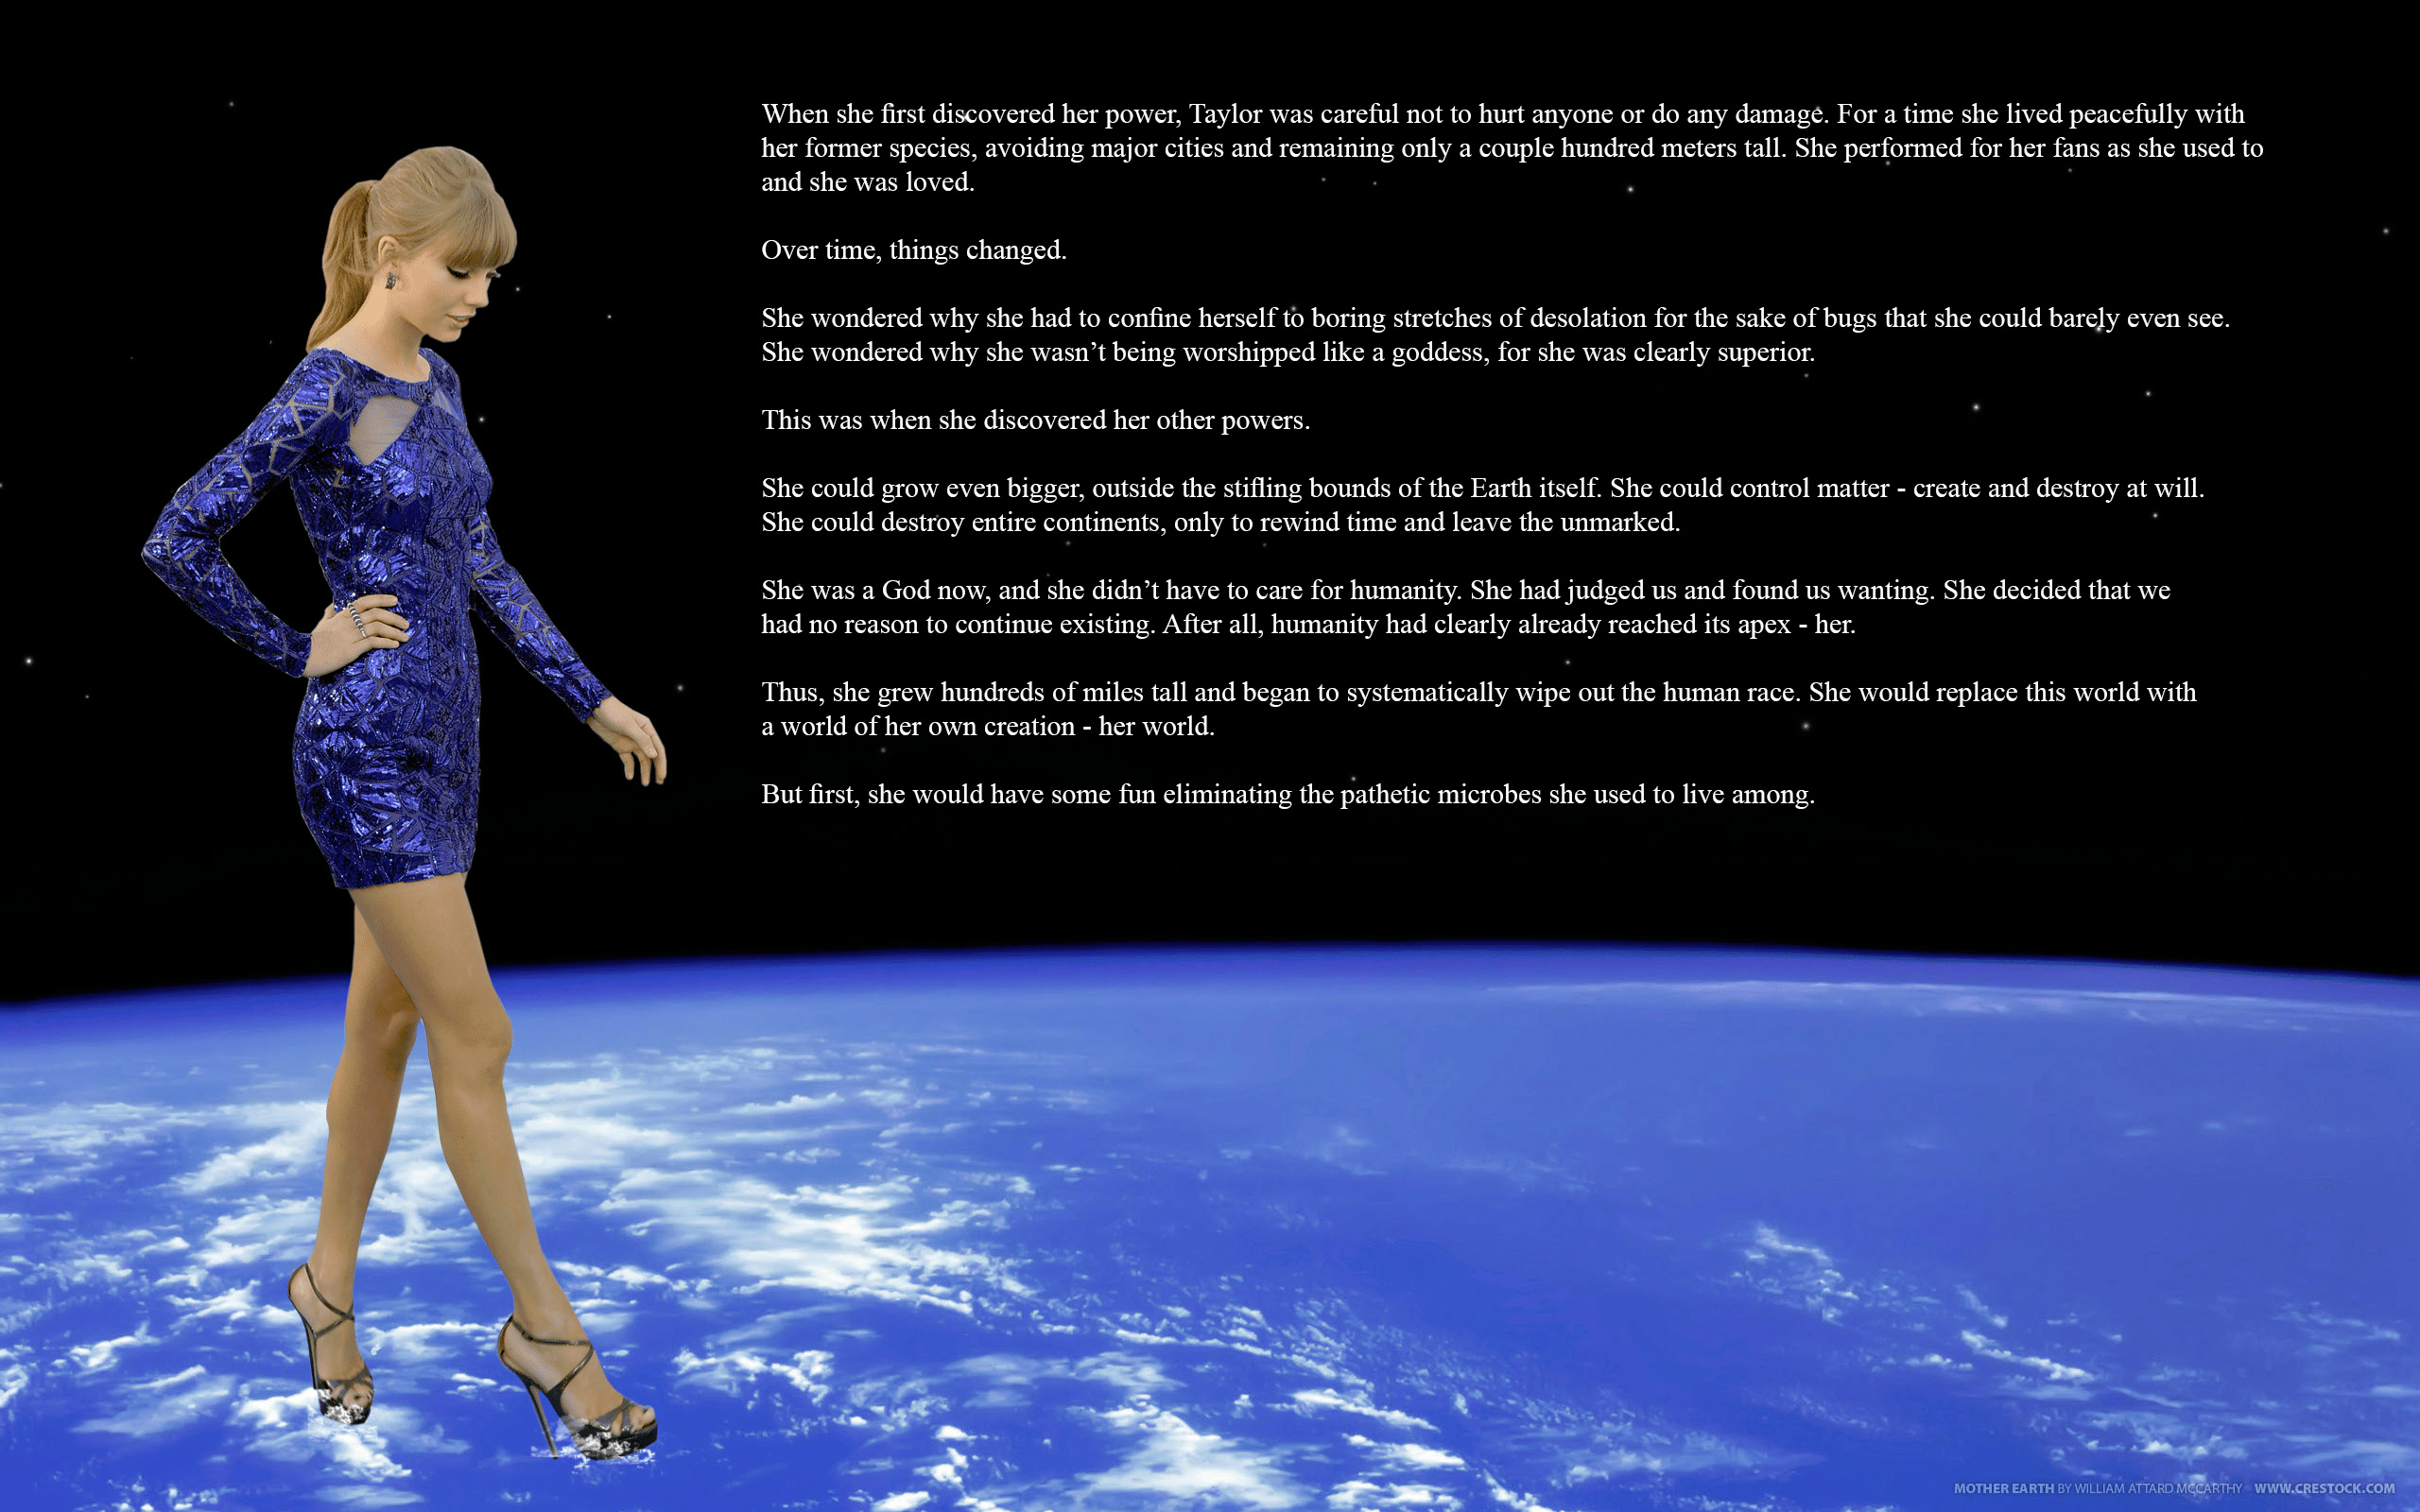 When she first discovered her power, Taylor was careful not to hurt anyone or do any damage. For a time she lived peacefully with
her former species, avoiding major cities and remaining only a couple hundred meters tall. She performed for her fans as she used to
and she was loved.
Over time, things changed.
She wondered why she had to confine herself to boring stretches of desolation for the sake of bugs that she could barely even see.
She wondered why she wasn’t being worshipped like a goddess, for she was clearly superior.
This was when she discovered her other powers.
She could grow even bigger, outside the stifling bounds of the Earth itself. She could control matter - create and destroy at will.
She could destroy entire continents, only to rewind time and leave the unmarked.
She was a God now, and she didn’t have to care for humanity. She had judged us and found us wanting. She decided that we
had no reason to continue existing. After all, humanity had clearly already reached its apex - her.
Thus, she grew hundreds of miles tall and began to systematically wipe out the human race. She would replace this world with
a world of her own creation - her world.
But first, she would have some fun eliminating the pathetic microbes she used to live among.
MOTHER EARTH BY WILLIAM ATTARD MCCARTHY WWW.CRESTOCK.COM